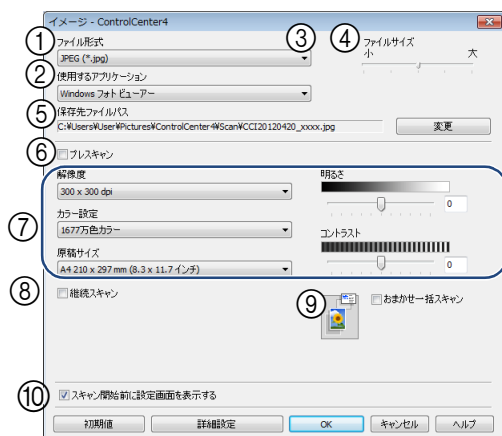 イメージ - ControlCenter4
① ファイル形式 ③ ④ ファイルサイズ
JPEG (*.jpg) 小 大
② 使用するアプリケーション
Windows フォト ビューアー
⑤ 保存先ファイルパス
C:¥Users¥User¥Pictures¥ControlCenter4¥Scan¥CCI20120420_xxxx.jpg 変更
⑥ プレスキャン
解像度 明るさ
300 x 300 dpi 0
⑦ カラー設定 コントラスト
1677万色カラー
原稿サイズ
A4 210 x 297 mm (8.3 x 11.7 インチ) 0
⑧ 継続スキャン ⑨ おまかせ一括スキャン
⑩ スキャン開始前に設定画面を表示する
初期値 詳細設定 OK キャンセル ヘルプ